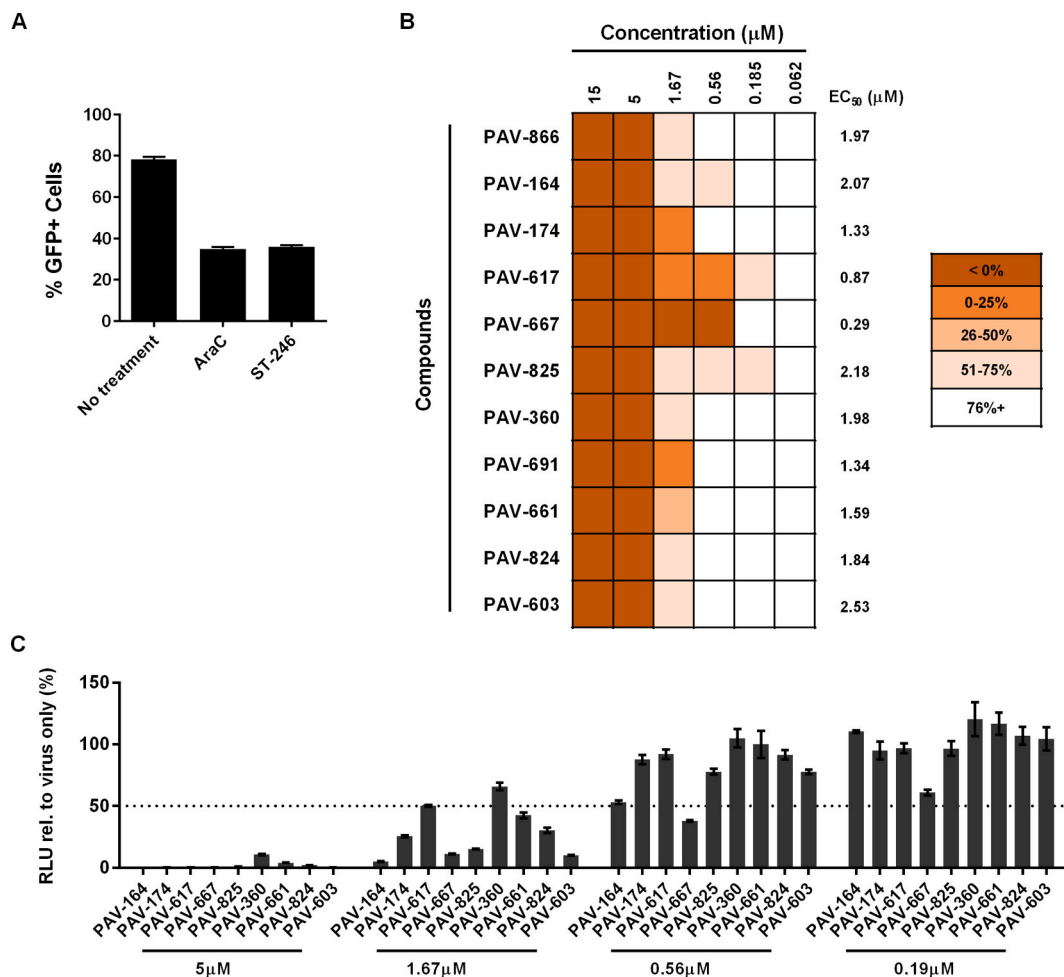 A
% GFP+ Cells
100
80
60
40
20
0
No treatment
AraC
ST-246
B
Concentration (µM)
15
5
1.67
0.56
0.185
0.062
EC50 (µM)
Compounds
PAV-866 1.97
PAV-164 2.07
PAV-174 1.33
PAV-617 0.87
PAV-667 0.29
PAV-825 2.18
PAV-360 1.98
PAV-691 1.34
PAV-661 1.59
PAV-824 1.84
PAV-603 2.53
< 0%
0-25%
26-50%
51-75%
76%+
C
RLU rel. to virus only (%)
150
100
50
0
PAV-164
PAV-174
PAV-617
PAV-667
PAV-825
PAV-360
PAV-661
PAV-824
PAV-603
5µM
PAV-164
PAV-174
PAV-617
PAV-667
PAV-825
PAV-360
PAV-661
PAV-824
PAV-603
1.67µM
PAV-164
PAV-174
PAV-617
PAV-667
PAV-825
PAV-360
PAV-661
PAV-824
PAV-603
0.56µM
PAV-164
PAV-174
PAV-617
PAV-667
PAV-825
PAV-360
PAV-661
PAV-824
PAV-603
0.19µM